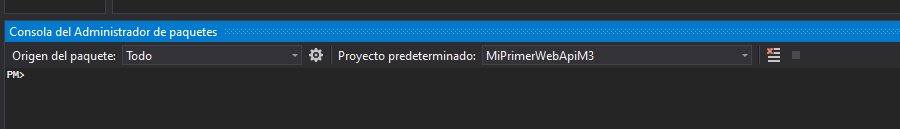 Consola del Administrador de paquetes
Origen del paquete: Todo Proyecto predeterminado: MiPrimerWebApiM3
PM>